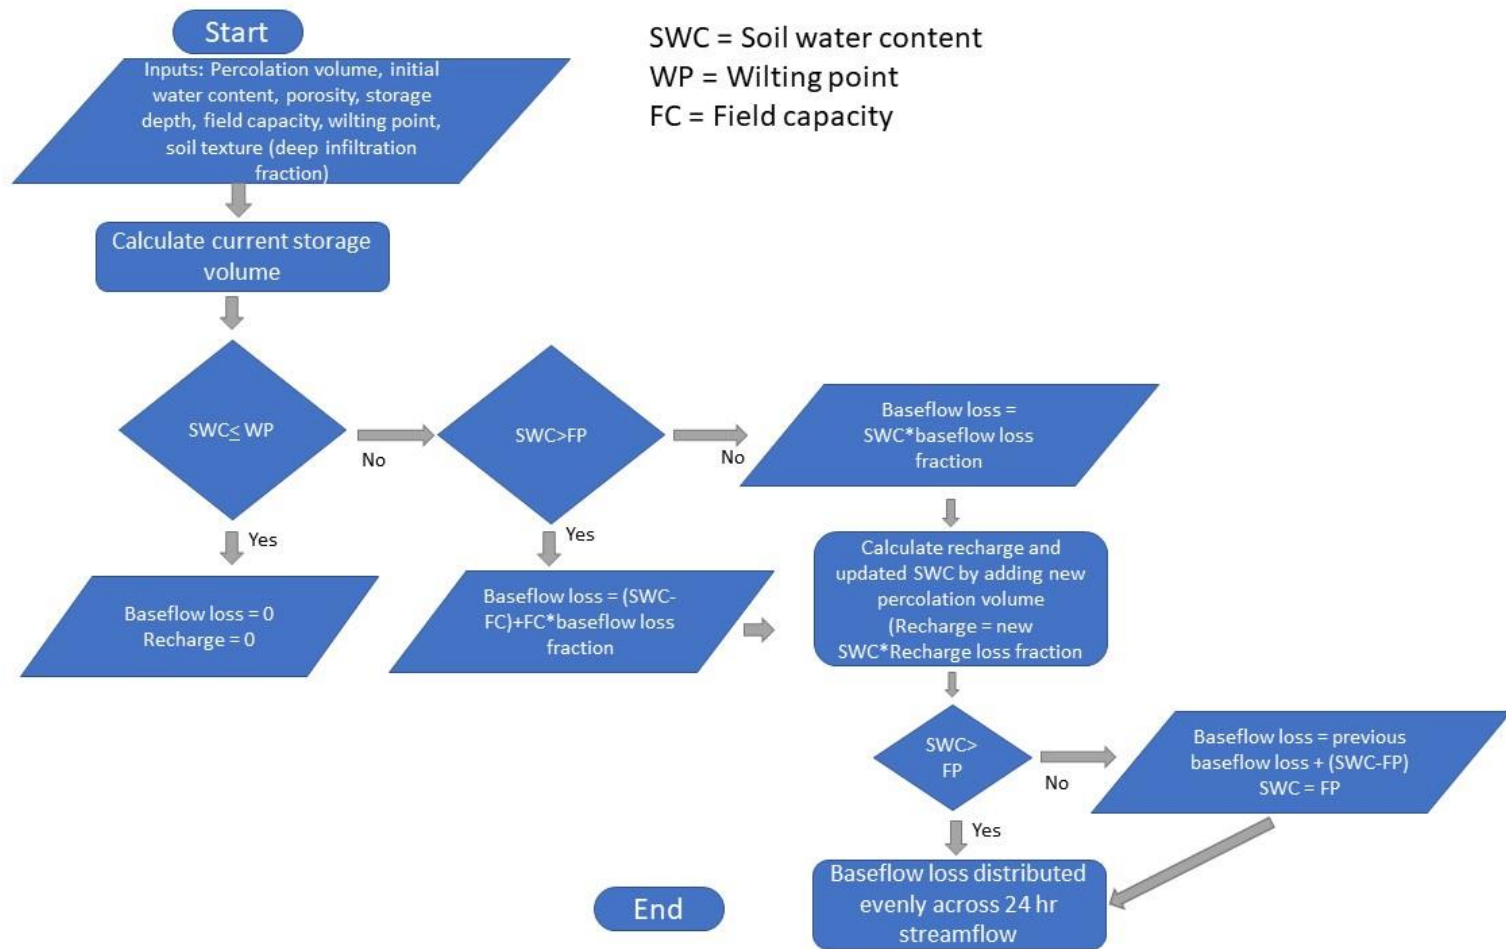 Start
SWC = Soil water content
WP = Wilting point
FC = Field capacity
Inputs: Percolation volume, initial
water content, porosity, storage
depth, field capacity, wilting point,
soil texture (deep infiltration
fraction)
Calculate current storage
volume
SWC≤ WP
No
SWC>FP
No
Baseflow loss =
SWC*baseflow loss
fraction
Yes
Yes
Baseflow loss = 0
Recharge = 0
Baseflow loss = (SWC-
FC)+FC*baseflow loss
fraction
Calculate recharge and
updated SWC by adding new
percolation volume
(Recharge = new
SWC*Recharge loss fraction
SWC>
FP
No
Baseflow loss = previous
baseflow loss + (SWC-FP)
SWC = FP
Yes
Baseflow loss distributed
evenly across 24 hr
streamflow
End